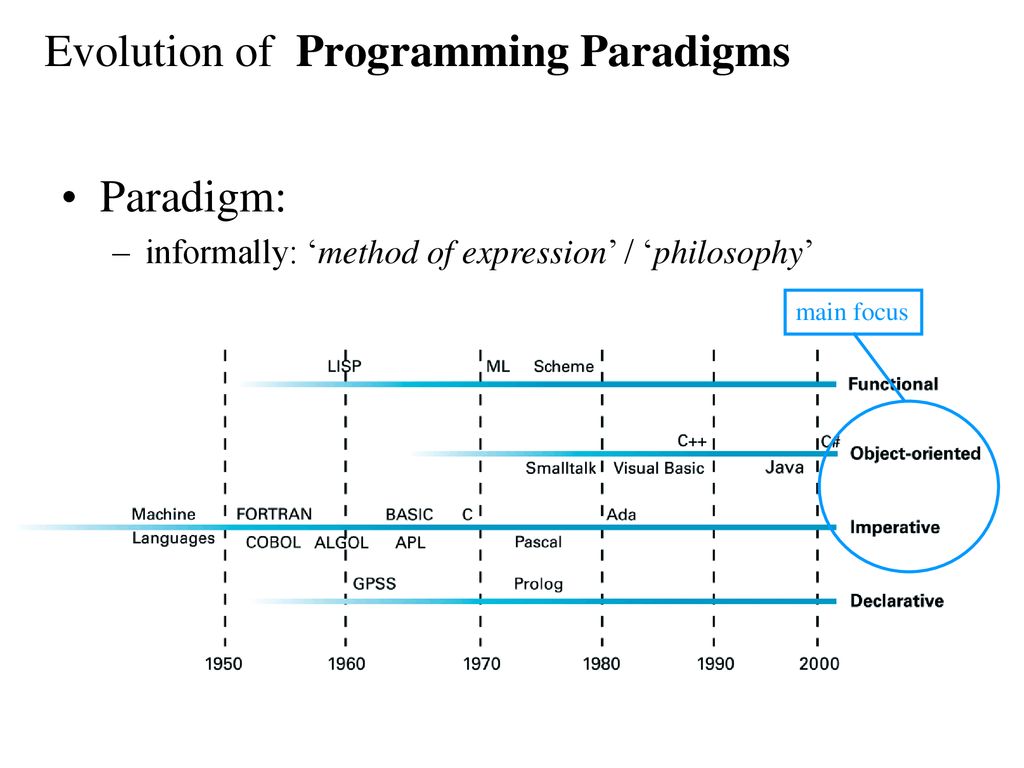 Evolution of Programming Paradigms
• Paradigm:
– informally: ‘method of expression’ / ‘philosophy’
main focus
LISP ML Scheme
Functional
C++ C#
Object-oriented
Smalltalk Visual Basic Java
Machine FORTRAN BASIC C Ada
Imperative
Languages COBOL ALGOL APL Pascal
GPSS Prolog
Declarative
1950 1960 1970 1980 1990 2000